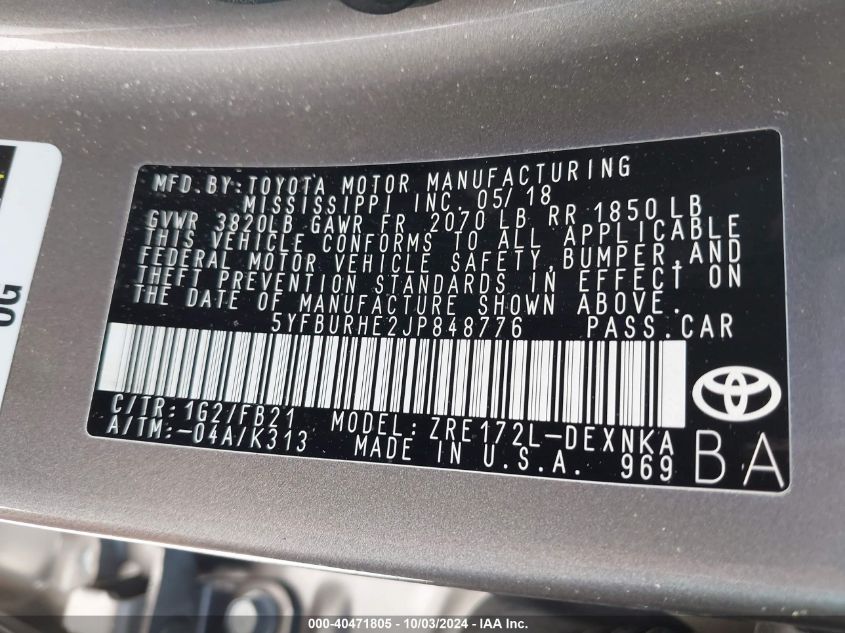 MFD. BY: TOYOTA MOTOR MANUFACTURING
MISSISSIPPI INC. 05/18
GVWR 3820LB GAWR FR 2070 LB RR 1850 LB
THIS VEHICLE CONFORMS TO ALL APPLICABLE
FEDERAL MOTOR VEHICLE SAFETY, BUMPER, AND
THEFT PREVENTION STANDARDS IN EFFECT ON
THE DATE OF MANUFACTURE SHOWN ABOVE.
5YFBURHE2JP848776 PASS. CAR
C/TR: 1G2/FB21 MODEL: ZRE172L-DEXNKA
A/TM: -04A/K313 MADE IN U.S.A. 969
BA
OG
<<<000-40471805 | 10/03/2024 | IAA Inc.